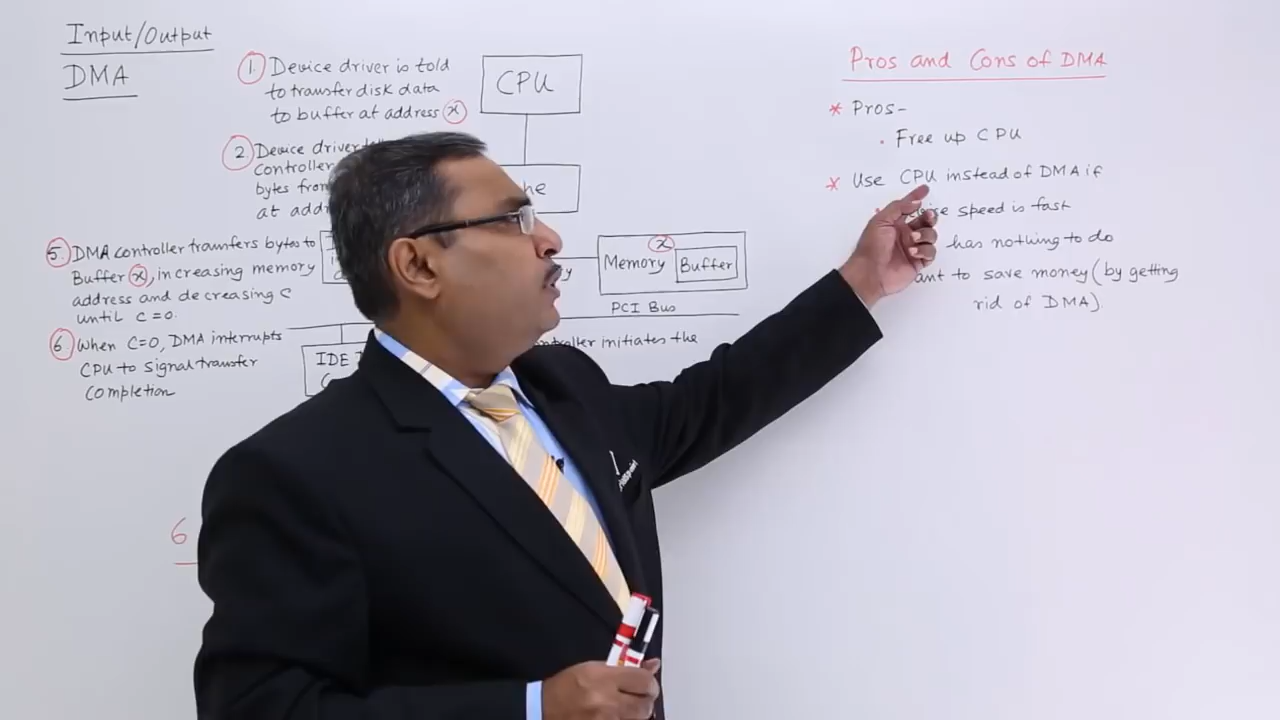 Input/Output
DMA
1. Device driver is told
to transfer disk data
to buffer at address x
2. Device driver
controller
bytes from
at
5. DMA controller transfers bytes to
Buffer x, increasing memory
address and decreasing C
until C=0.
6. When C=0, DMA interrupts
CPU to signal transfer
completion
CPU
x
Memory
Buffer
PCI Bus
IDE
initiates the
6
Pros and Cons of DMA
* Pros-
• Free up CPU
* Use CPU instead of DMA if
speed is fast
has nothing to do
to save money (by getting
rid of DMA)